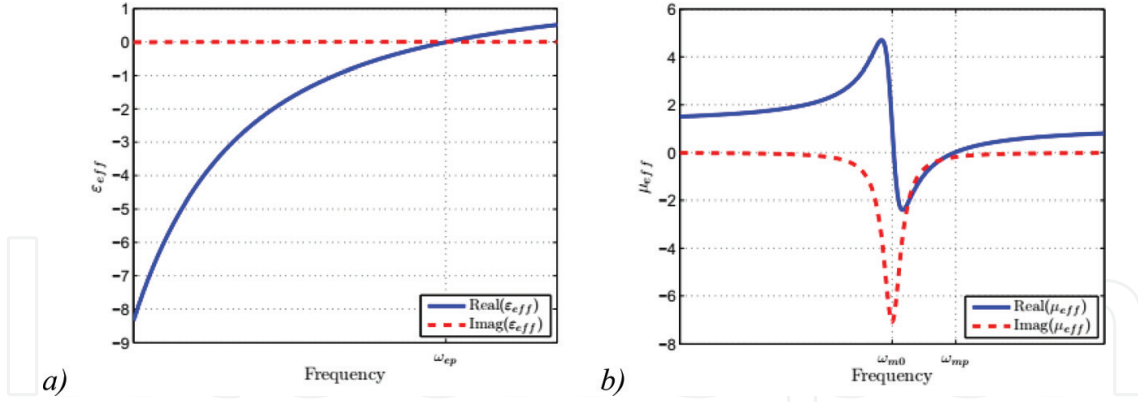 1
0
−1
−2
−3
−4
−5
−6
−7
−8
−9
ε_eff
Real(ε_eff)
Imag(ε_eff)
ω_ep
Frequency
a)
6
4
2
0
−2
−4
−6
−8
μ_eff
Real(μ_eff)
Imag(μ_eff)
ω_m0 ω_mp
Frequency
b)